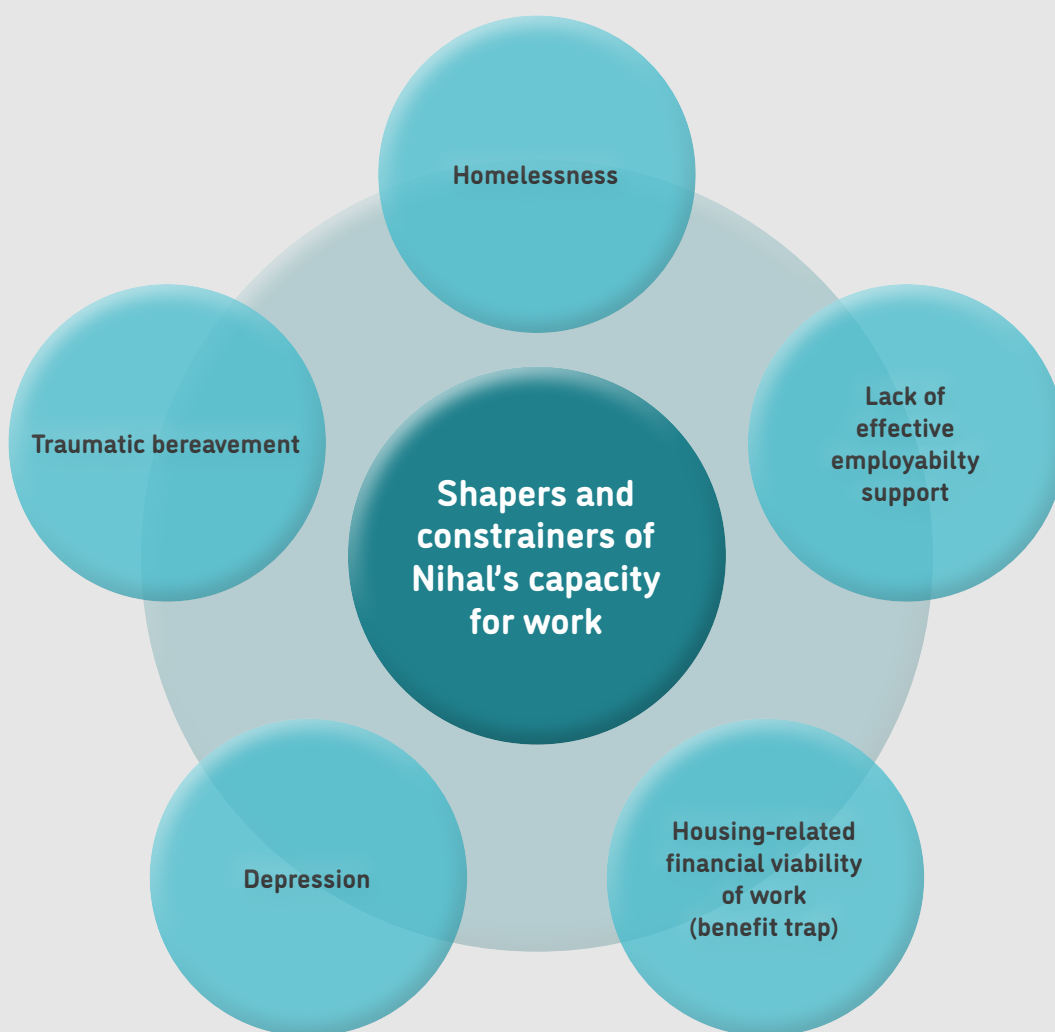 Homelessness
Lack of
effective
employabilty
support
Traumatic bereavement
Shapers and
constrainers of
Nihal's capacity
for work
Housing-related
financial viability
of work
(benefit trap)
Depression